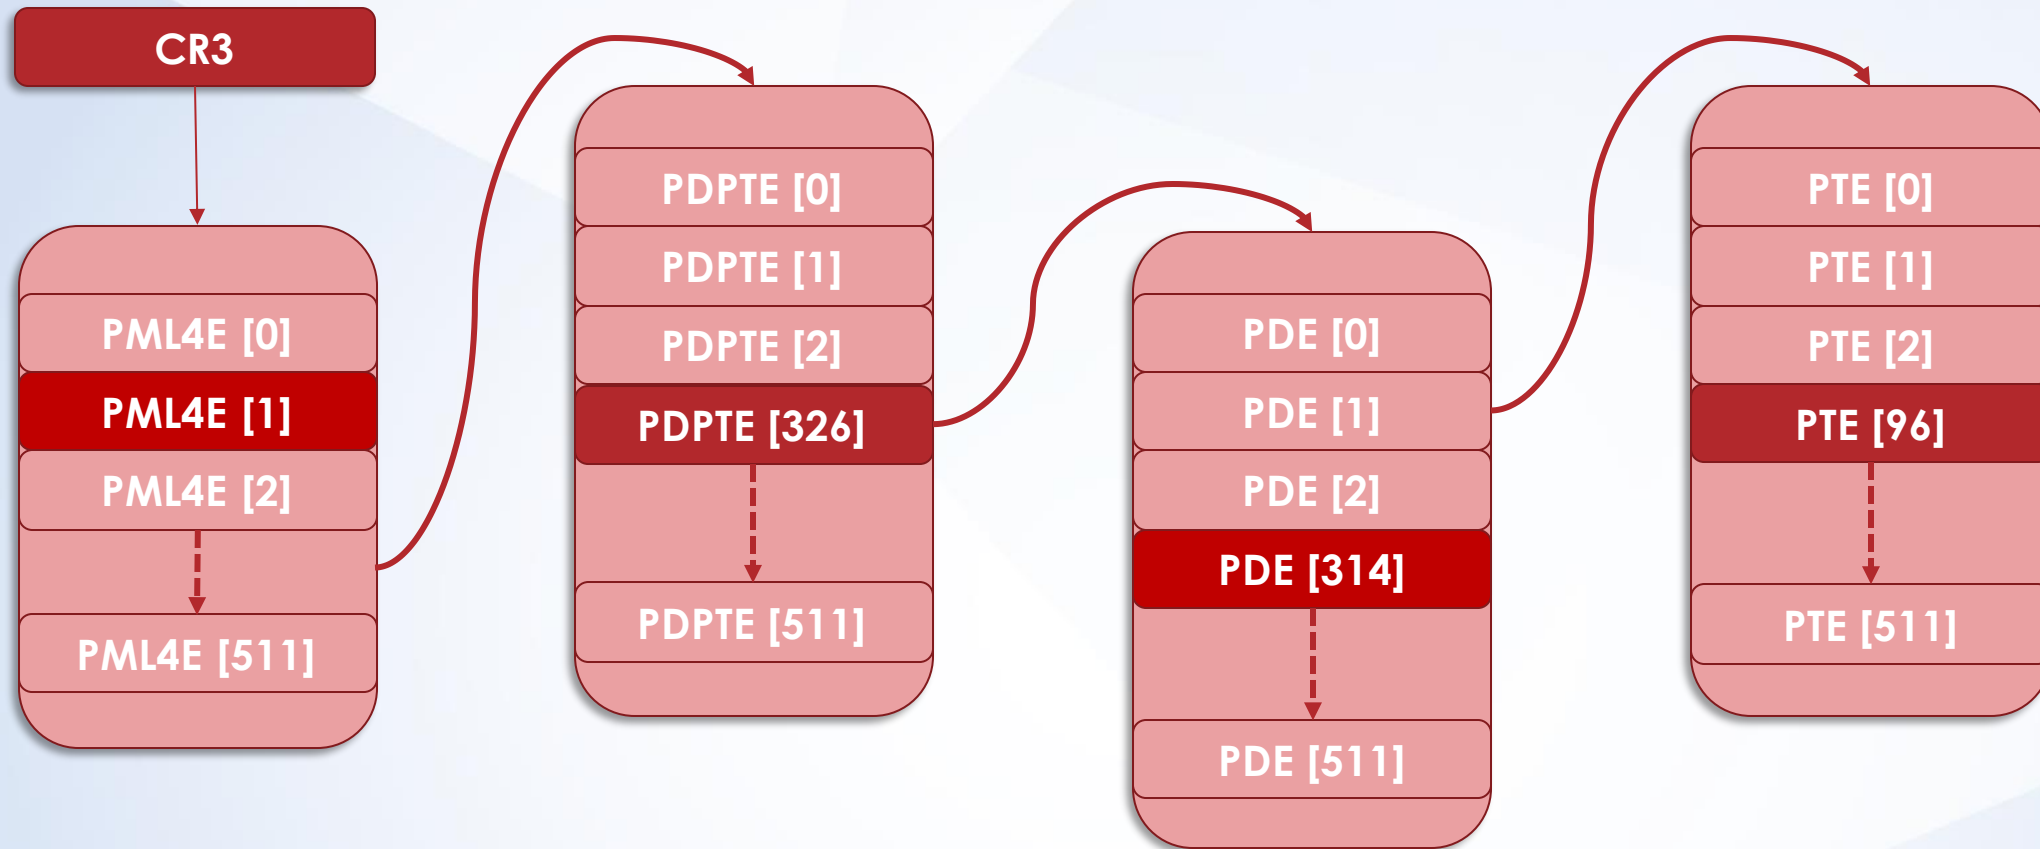 CR3
PML4E [0]
PML4E [1]
PML4E [2]
PML4E [511]
PDPTE [0]
PDPTE [1]
PDPTE [2]
PDPTE [326]
PDPTE [511]
PDE [0]
PDE [1]
PDE [2]
PDE [314]
PDE [511]
PTE [0]
PTE [1]
PTE [2]
PTE [96]
PTE [511]